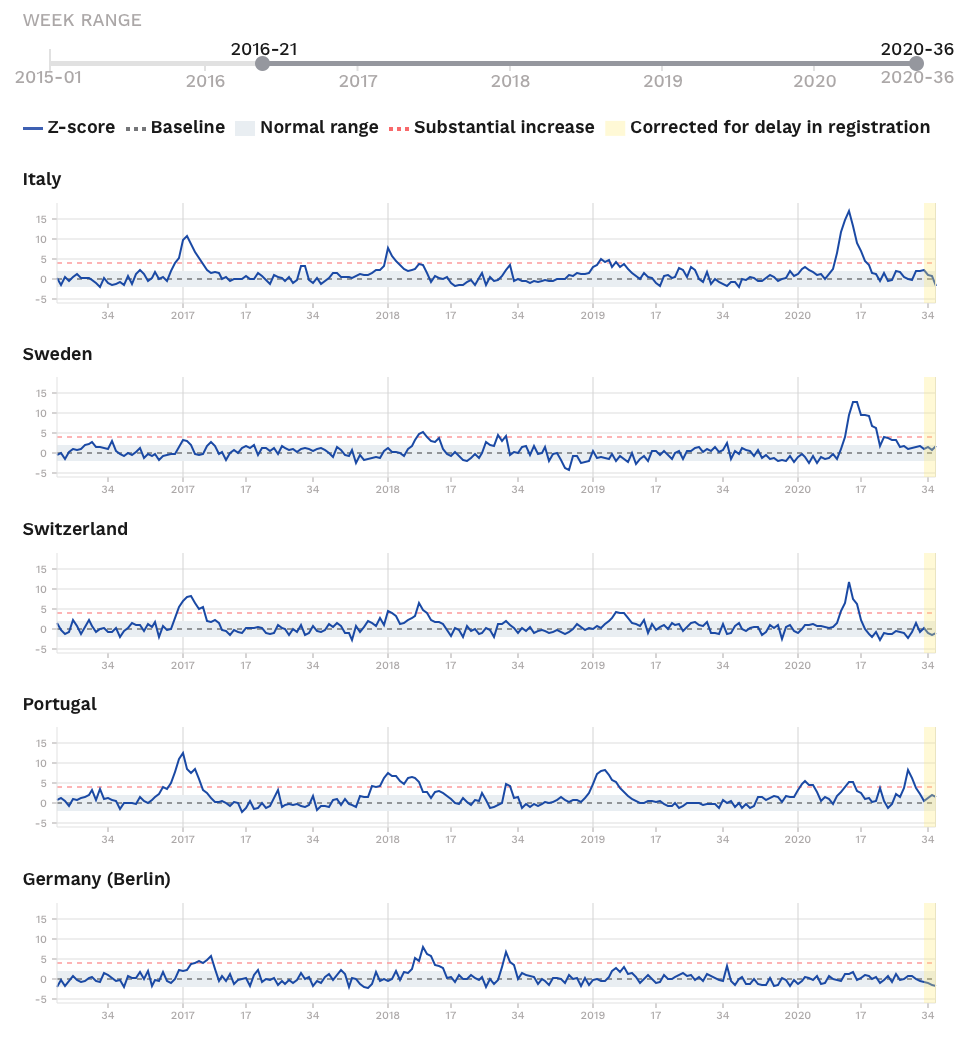 WEEK RANGE
2016-21 2020-36
2015-01 2016 2017 2018 2019 2020 2020-36
Z-score Baseline Normal range Substantial increase Corrected for delay in registration
Italy
15
10
5
0
−5
34 2017 17 34 2018 17 34 2019 17 34 2020 17 34
Sweden
15
10
5
0
−5
34 2017 17 34 2018 17 34 2019 17 34 2020 17 34
Switzerland
15
10
5
0
−5
34 2017 17 34 2018 17 34 2019 17 34 2020 17 34
Portugal
15
10
5
0
−5
34 2017 17 34 2018 17 34 2019 17 34 2020 17 34
Germany (Berlin)
15
10
5
0
−5
34 2017 17 34 2018 17 34 2019 17 34 2020 17 34